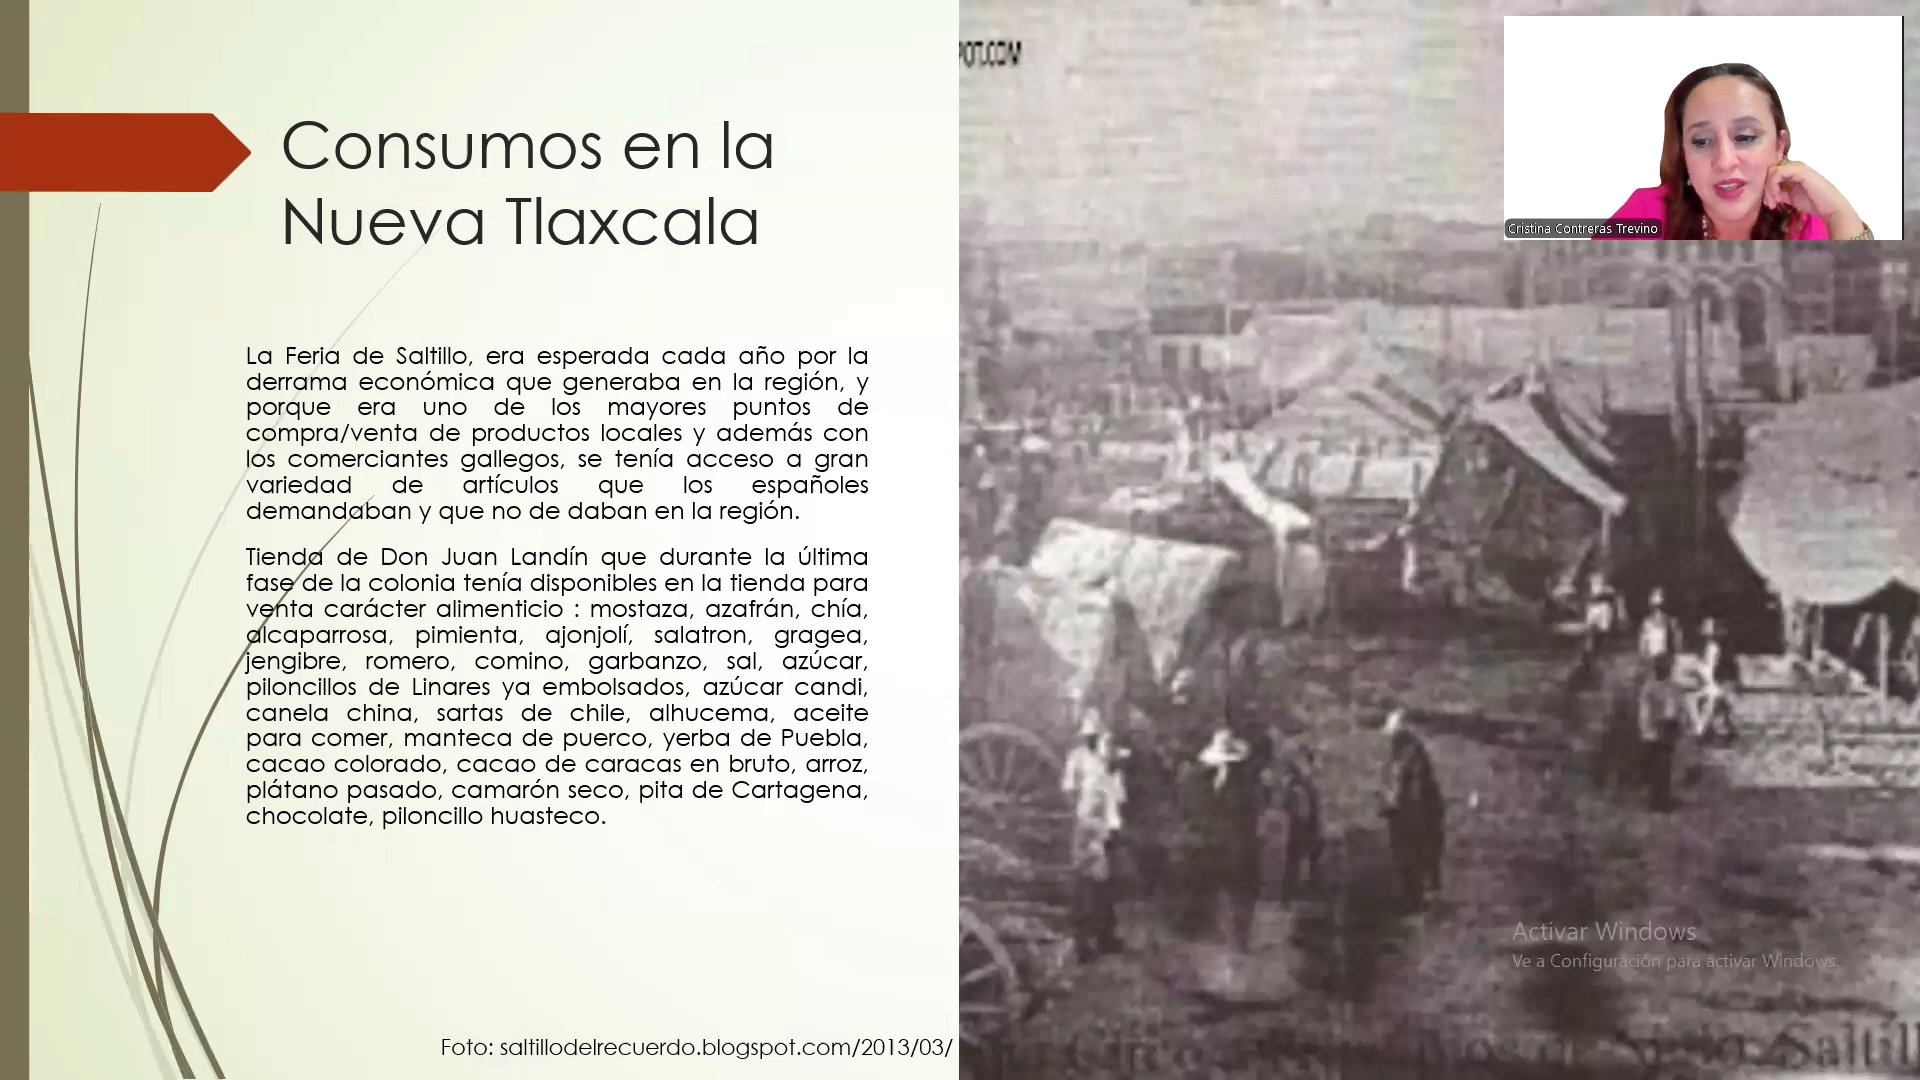 Consumos en la
Nueva Tlaxcala
La Feria de Saltillo, era esperada cada año por la
derrama económica que generaba en la región, y
porque era uno de los mayores puntos de
compra/venta de productos locales y además con
los comerciantes gallegos, se tenía acceso a gran
variedad de artículos que los españoles
demandaban y que no de daban en la región.
Tienda de Don Juan Landín que durante la última
fase de la colonia tenía disponibles en la tienda para
venta carácter alimenticio : mostaza, azafrán, chía,
alcaparrosa, pimienta, ajonjolí, salatron, gragea,
jengibre, romero, comino, garbanzo, sal, azúcar,
piloncillos de Linares ya embolsados, azúcar candi,
canela china, sartas de chile, alhucema, aceite
para comer, manteca de puerco, yerba de Puebla,
cacao colorado, cacao de caracas en bruto, arroz,
plátano pasado, camarón seco, pita de Cartagena,
chocolate, piloncillo huasteco.
Foto: saltillodelrecuerdo.blogspot.com/2013/03/
POT.COM
Cristina Contreras Trevino
Activar Windows
Ve a Configuración para activar Windows.